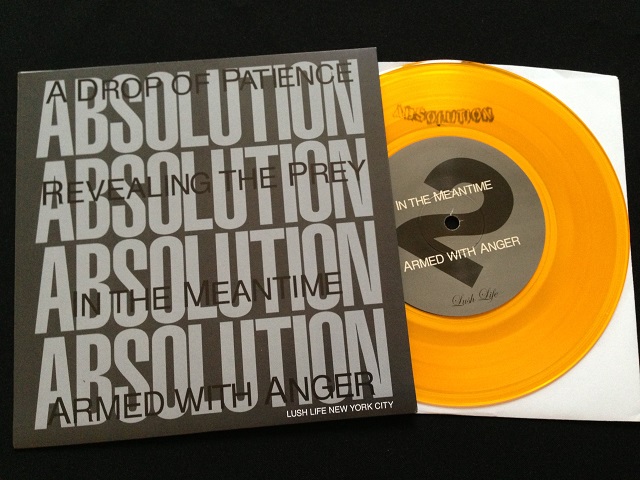 A DROP OF PATIENCE
ABSOLUTION
ABSOLUTION
REVEALING THE PREY
ABSOLUTION
IN THE MEANTIME
ABSOLUTION
ARMED WITH ANGER
LUSH LIFE NEW YORK CITY
ABSOLUTION
2
IN THE MEANTIME
ARMED WITH ANGER
Lush Life